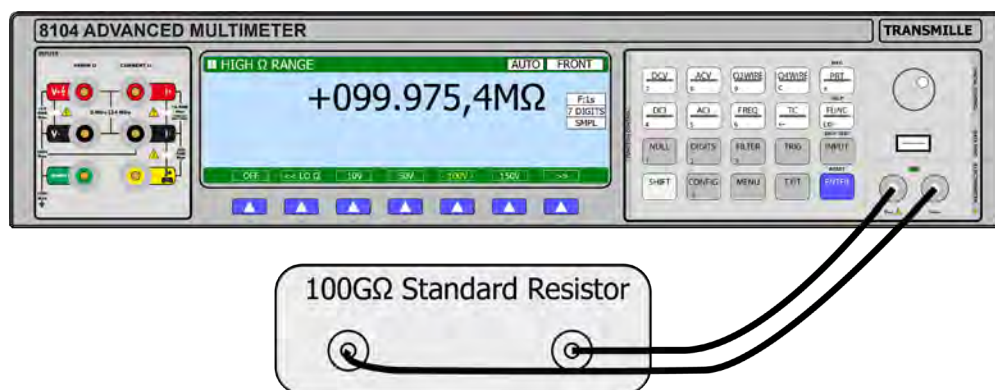 8104 ADVANCED MULTIMETER
TRANSMILLE
INPUTS
HIGH Ω RANGE
AUTO FRONT
+099.975,4MΩ
F:1s
7 DIGITS
SMPL
OFF << LO Ω 10V 50V 100V 150V >>
DCV ACV Ω2WIRE Ω4WIRE PRT
DCI ACI FREQ TC FUNC
NULL DIGITS FILTER TRIG INPUT
SHIFT CONFIG MENU EXIT ENTER
100GΩ Standard Resistor